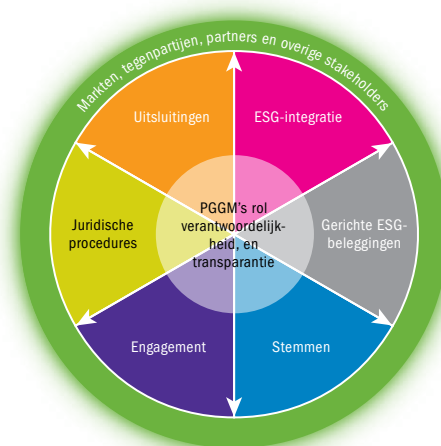 Markten, tegenpartijen, partners en overige stakeholders
Uitsluitingen
ESG-integratie
Juridische
procedures
PGGM's rol
verantwoordelijk-
heid, en
transparantie
Gerichte ESG-
beleggingen
Engagement
Stemmen